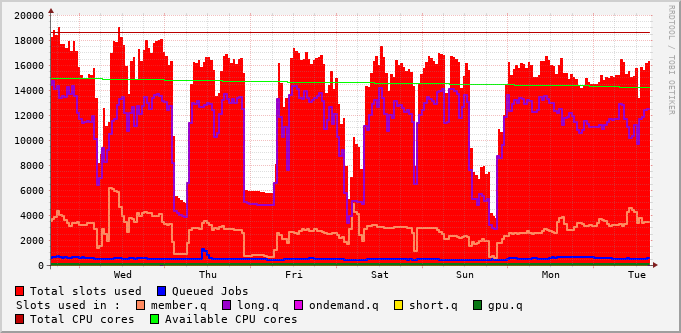 20000
18000
16000
14000
12000
10000
8000
6000
4000
2000
0
Wed Thu Fri Sat Sun Mon Tue
Total slots used Queued Jobs
Slots used in : member.q long.q ondemand.q short.q gpu.q
Total CPU cores Available CPU cores
RRDTOOL / TOBI OETIKER